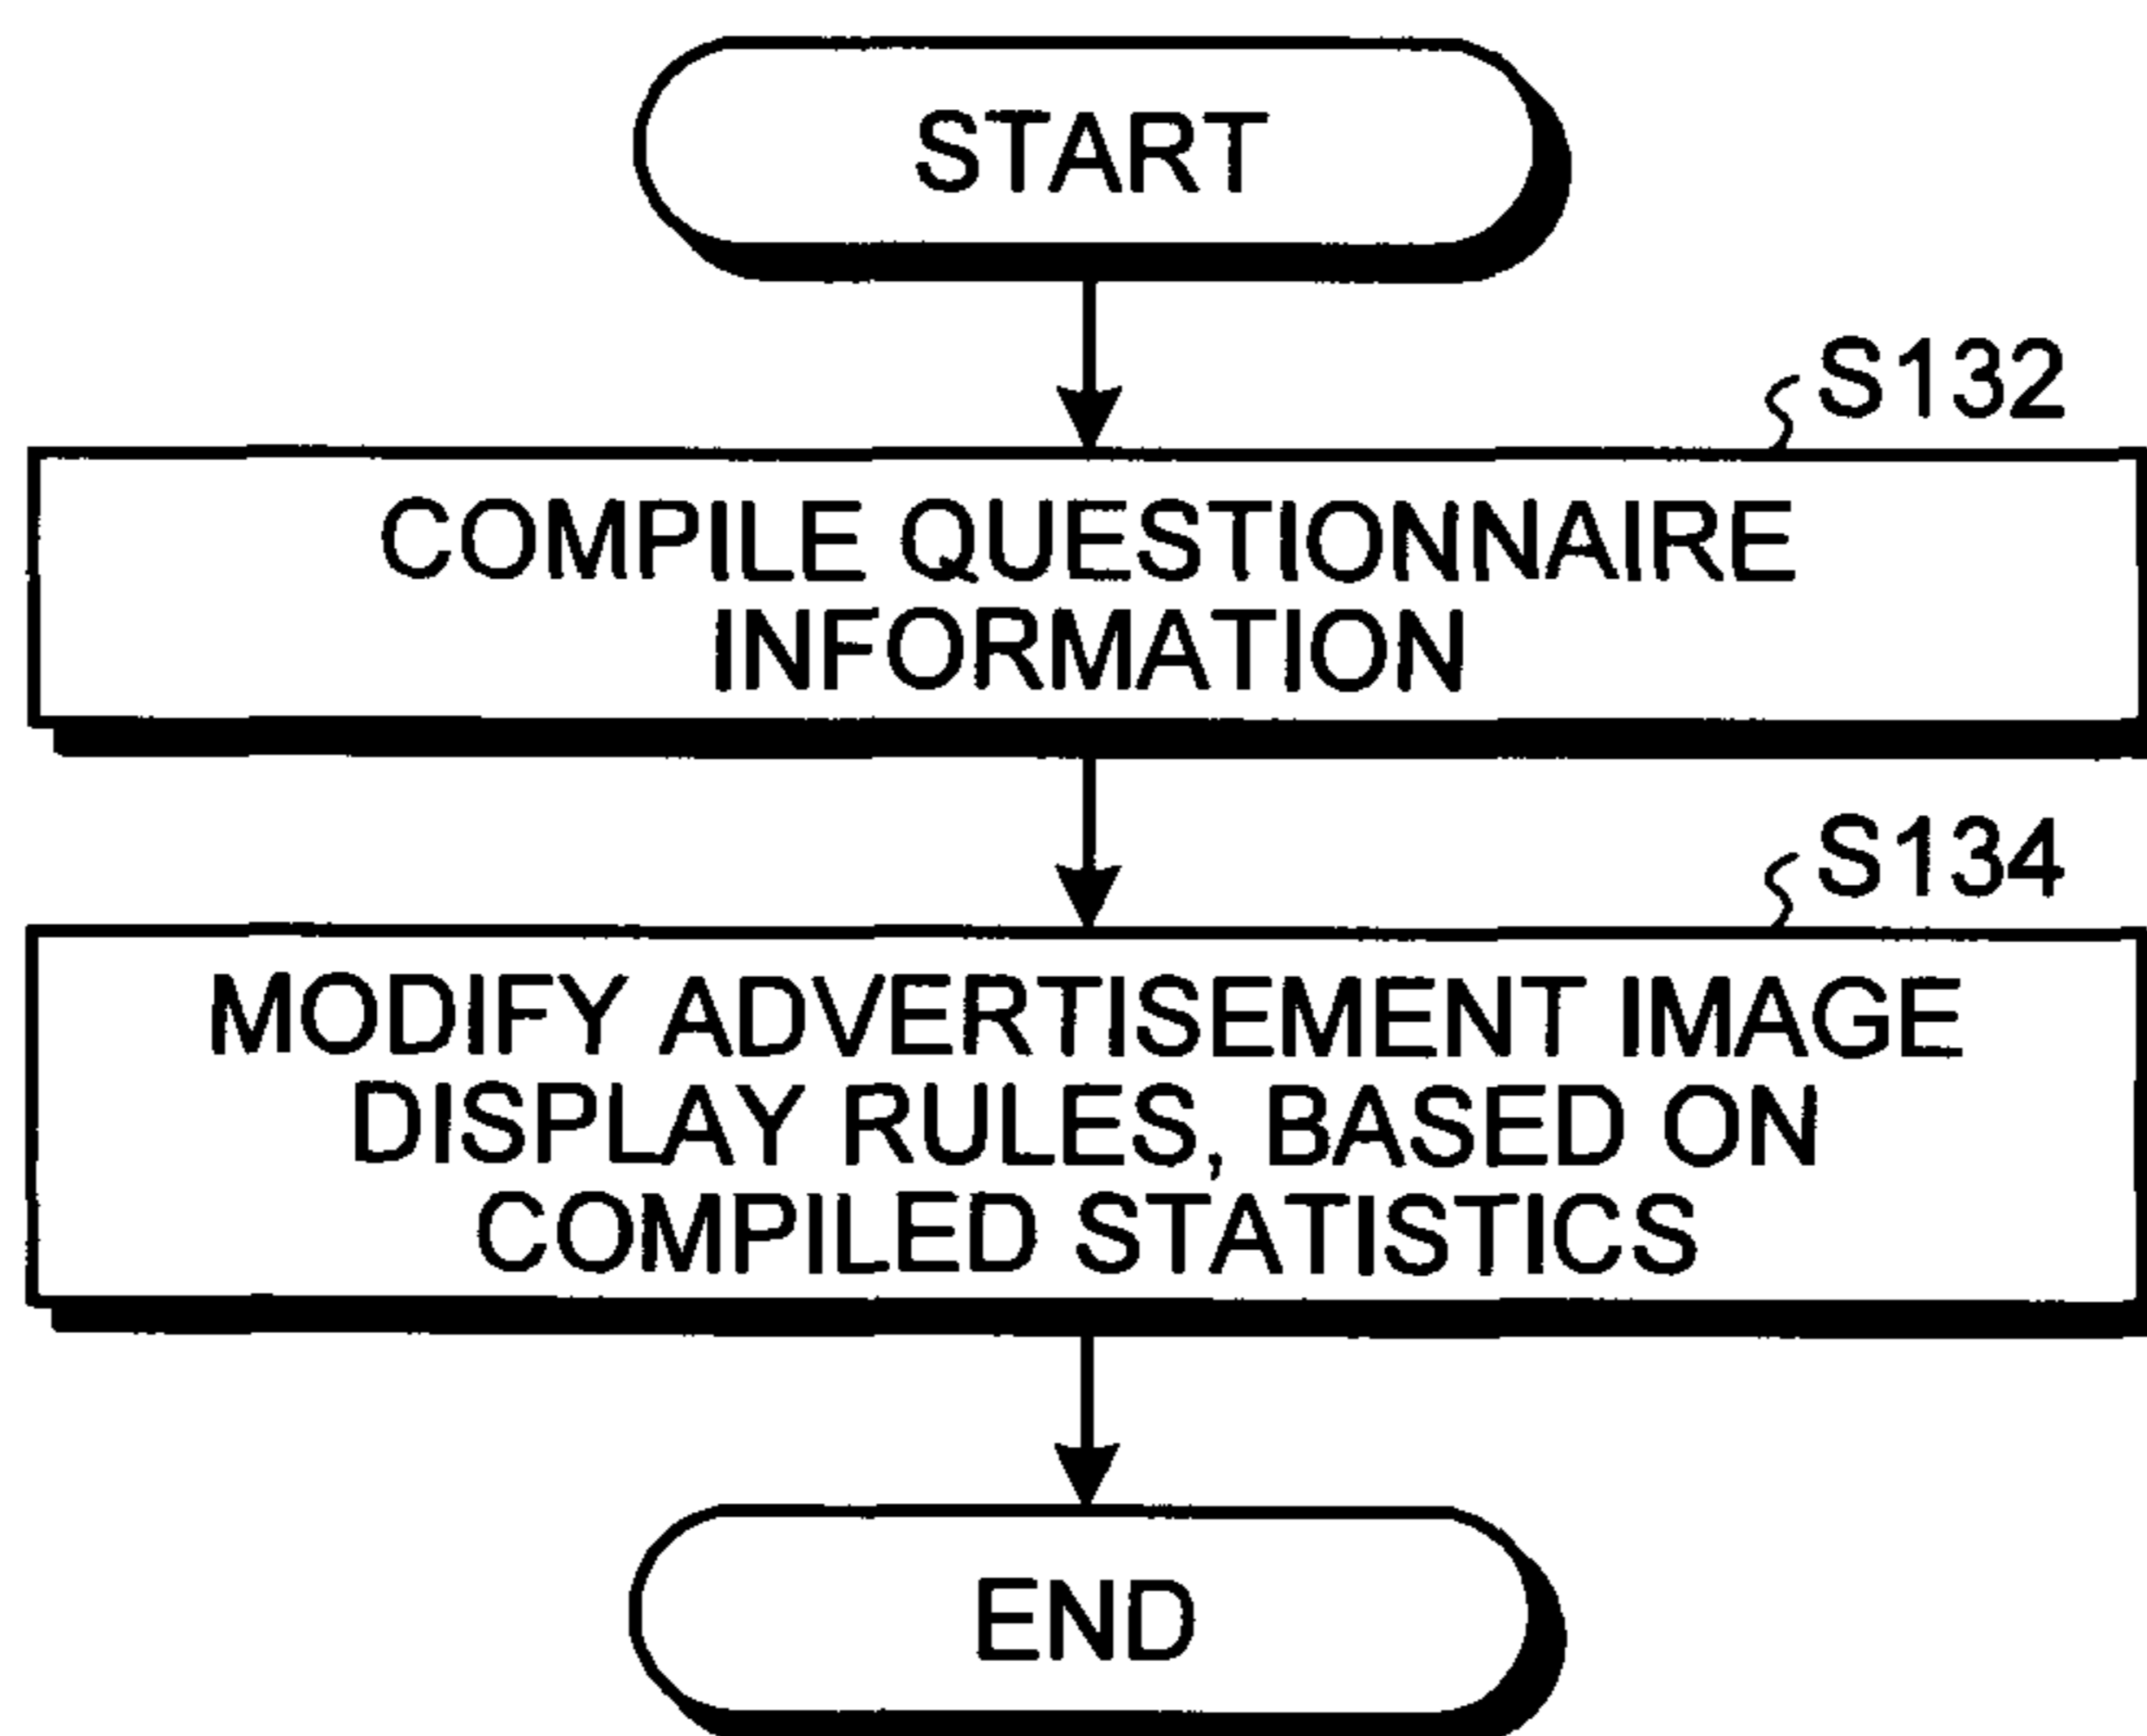 START
S132
COMPILE QUESTIONNAIRE
INFORMATION
S134
MODIFY ADVERTISEMENT IMAGE
DISPLAY RULES, BASED ON
COMPILED STATISTICS
END